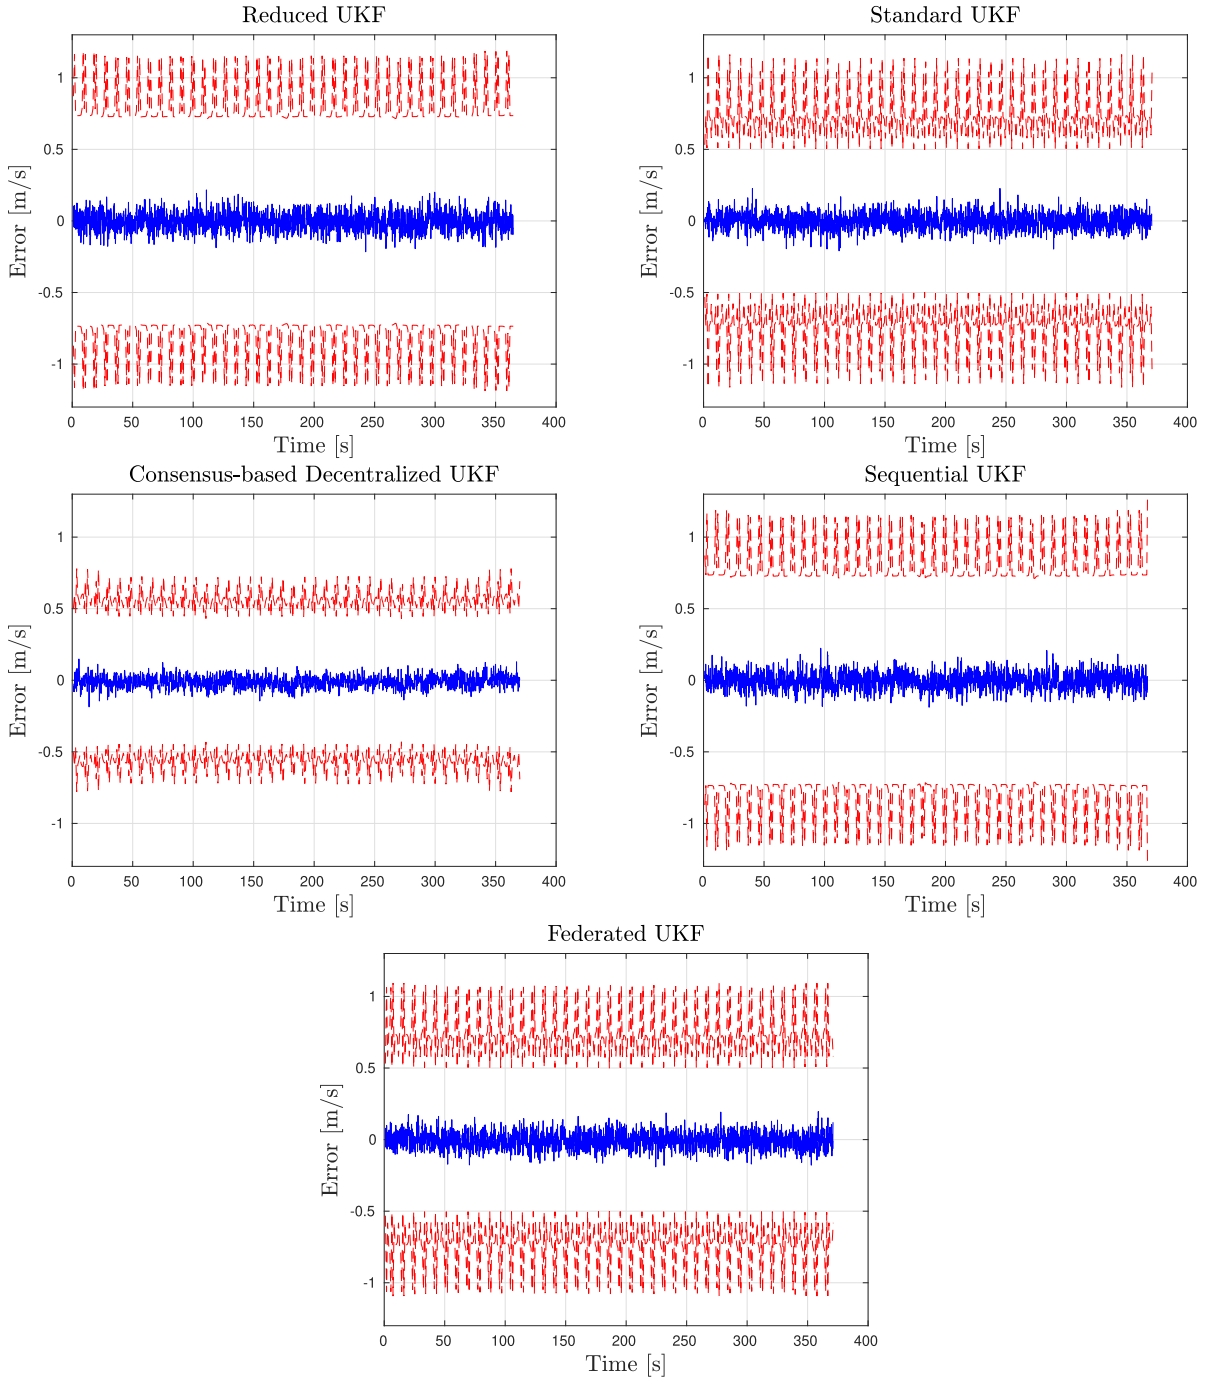 Reduced UKF
1
0.5
0
-0.5
-1
Error [m/s]
0 50 100 150 200 250 300 350 400
Time [s]
Standard UKF
1
0.5
0
-0.5
-1
Error [m/s]
0 50 100 150 200 250 300 350 400
Time [s]
Consensus-based Decentralized UKF
1
0.5
0
-0.5
-1
Error [m/s]
0 50 100 150 200 250 300 350 400
Time [s]
Sequential UKF
1
0.5
0
-0.5
-1
Error [m/s]
0 50 100 150 200 250 300 350 400
Time [s]
Federated UKF
1
0.5
0
-0.5
-1
Error [m/s]
0 50 100 150 200 250 300 350 400
Time [s]